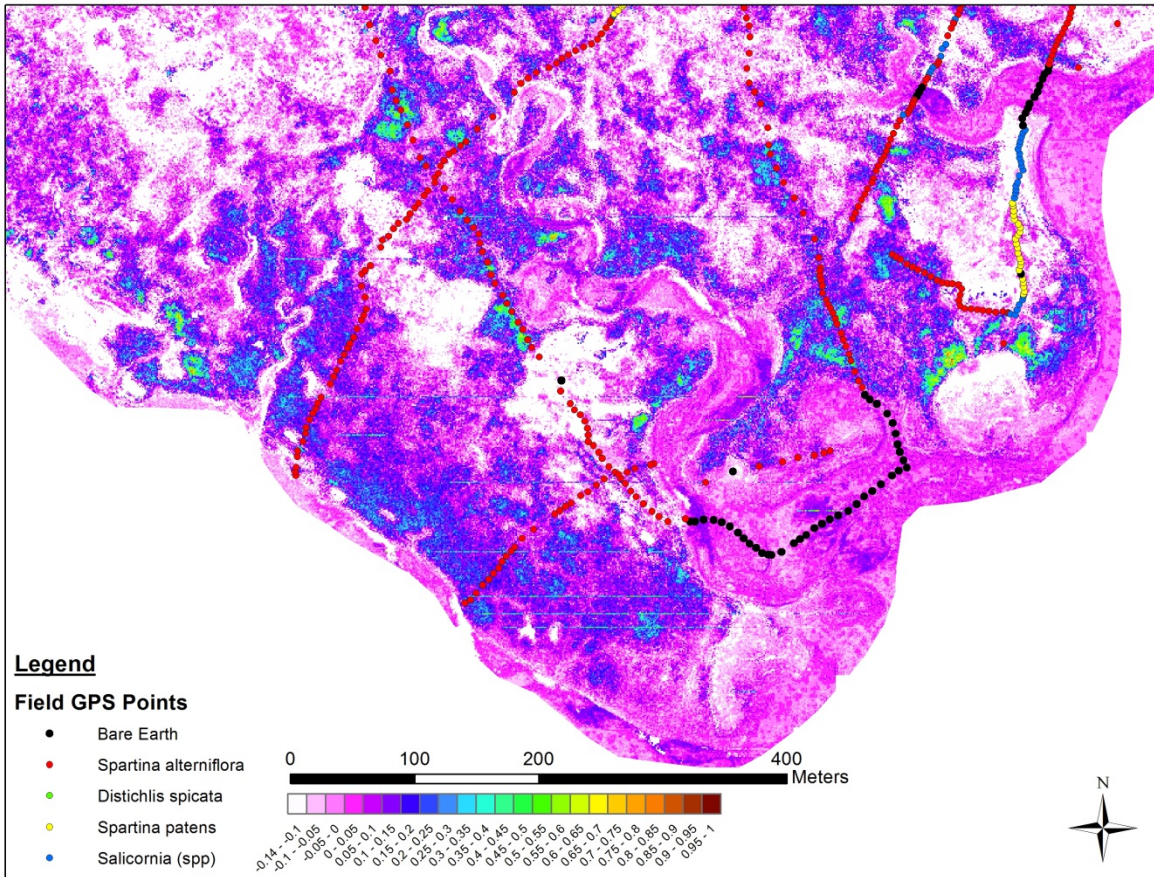 Legend
Field GPS Points
Bare Earth
Spartina alterniflora
Distichlis spicata
Spartina patens
Salicornia (spp)
0 100 200 400
Meters
-0.14 - -0.1
-0.1 - -0.05
-0.05 - 0
0 - 0.05
0.05 - 0.1
0.1 - 0.15
0.15 - 0.2
0.2 - 0.25
0.25 - 0.3
0.3 - 0.35
0.35 - 0.4
0.4 - 0.45
0.45 - 0.5
0.5 - 0.55
0.55 - 0.6
0.6 - 0.65
0.65 - 0.7
0.7 - 0.75
0.75 - 0.8
0.8 - 0.85
0.85 - 0.9
0.9 - 0.95
0.95 - 1
N